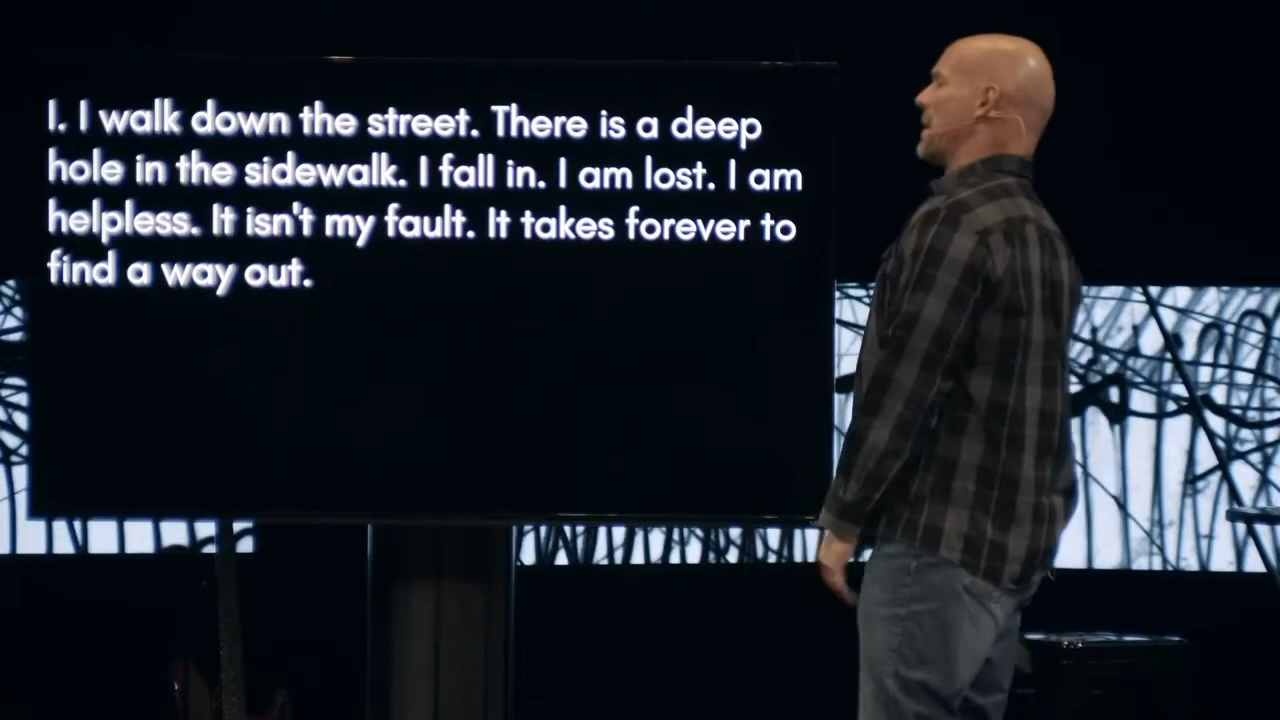 1. I walk down the street. There is a deep
hole in the sidewalk. I fall in. I am lost. I am
helpless. It isn't my fault. It takes forever to
find a way out.